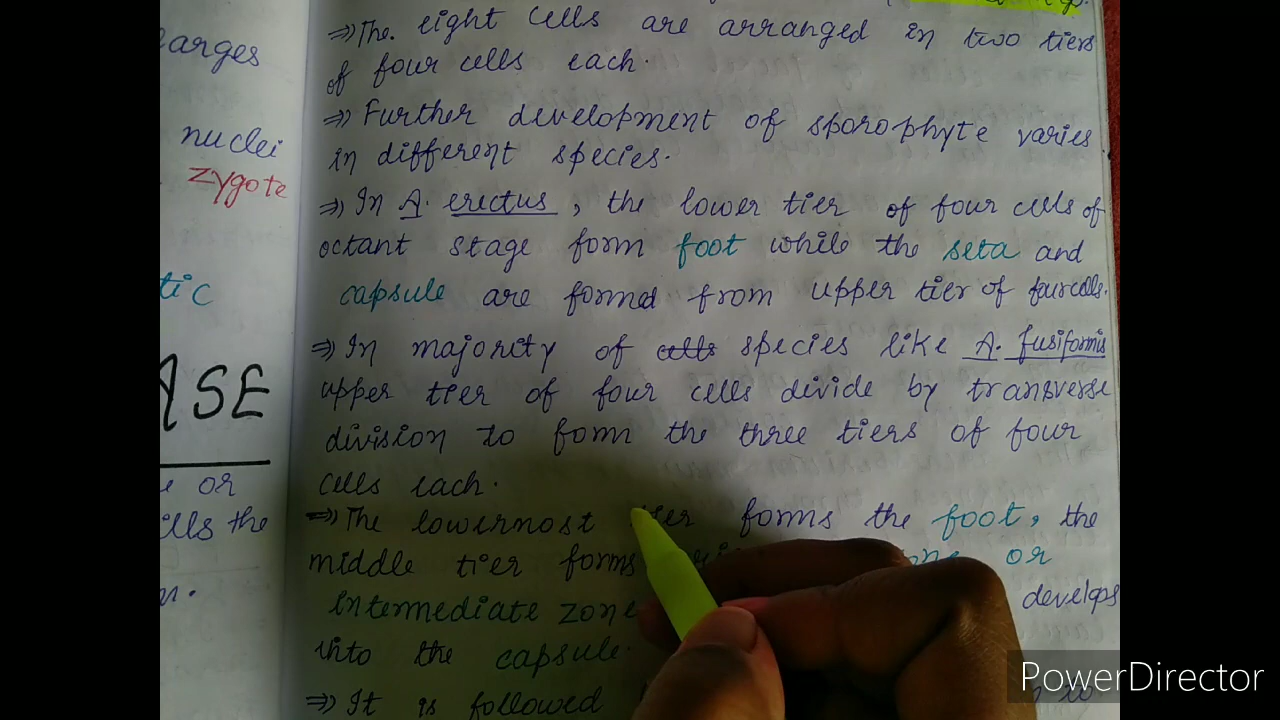 arges
nuclei
zygote
tic
ASE
or
ills the
⇒ The eight cells are arranged in two tiers
of four cells each.
⇒ Further development of sporophyte varies
in different species.
⇒ In A. erectus, the lower tier of four cells of
octant stage form foot while the seta and
capsule are formed from upper tier of four cells.
⇒ In majority of cells species like A. fusiformis
upper tier of four cells divide by transverse
division to form the three tiers of four
cells each.
⇒ The lowermost forms the foot, the
middle tier forms or
intermediate zone develops
into the capsule.
⇒ It is followed
PowerDirector